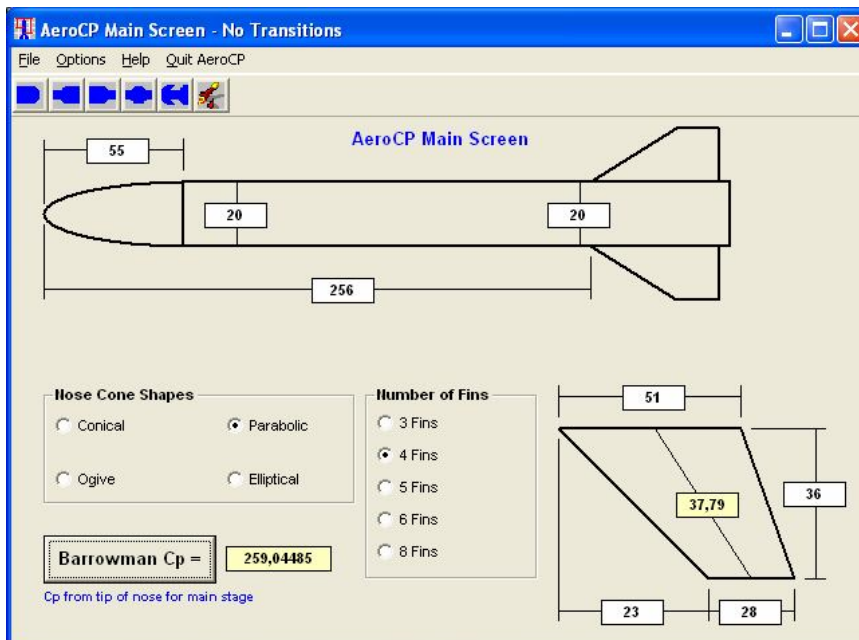 AeroCP Main Screen - No Transitions
File Options Help Quit AeroCP
AeroCP Main Screen
55
20
20
256
Nose Cone Shapes
Conical
Parabolic
Ogive
Elliptical
Number of Fins
3 Fins
4 Fins
5 Fins
6 Fins
8 Fins
51
36
37,79
23
28
Barrowman Cp =
259,04485
Cp from tip of nose for main stage